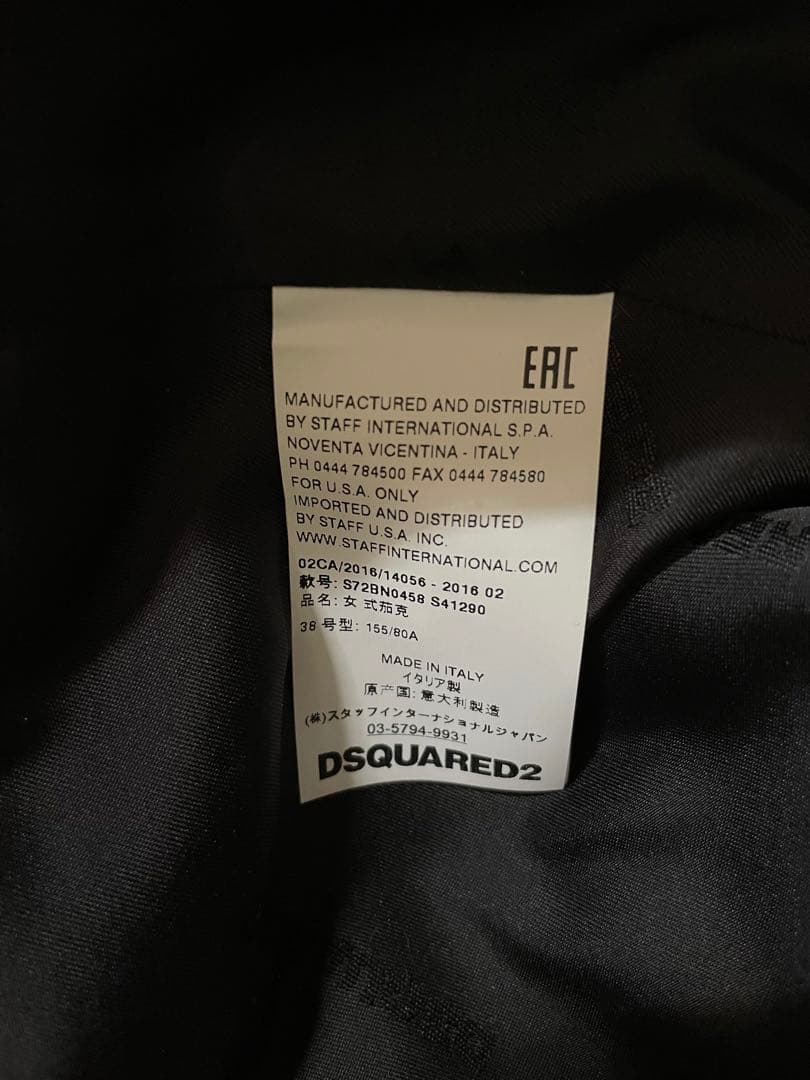 EAC
MANUFACTURED AND DISTRIBUTED
BY STAFF INTERNATIONAL S.P.A.
NOVENTA VICENTINA - ITALY
PH 0444 784500 FAX 0444 784580
FOR U.S.A. ONLY
IMPORTED AND DISTRIBUTED
BY STAFF U.S.A. INC.
WWW.STAFFINTERNATIONAL.COM
02CA/2016/14056 - 2016 02
款号: S72BN0458 S41290
品名: 女 式茄克
38 号型: 155/80A
MADE IN ITALY
イタリア製
原产国: 意大利製造
(株)スタッフインターナショナルジャパン
03-5794-9931
DSQUARED2